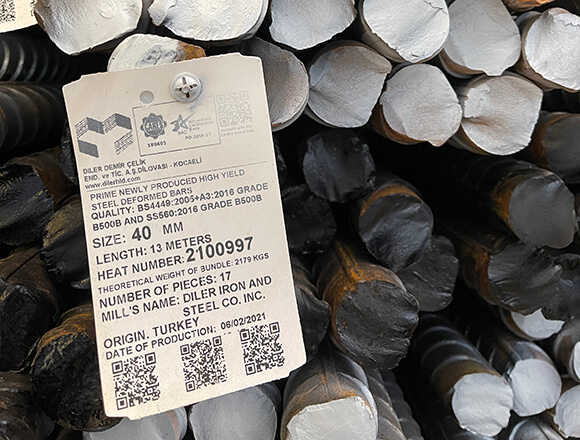 DILER DEMİR ÇELİK
END. ve TİC. A.Ş.DİLOVASI - KOCAELİ
www.dilerhld.com
PRIME NEWLY PRODUCED HIGH YIELD
STEEL DEFORMED BARS
QUALITY: BS4449:2005+A3:2016 GRADE
B500B AND SS560:2016 GRADE B500B
SIZE: 40 MM
LENGTH: 13 METERS
HEAT NUMBER: 2100997
THEORETICAL WEIGHT OF BUNDLE: 2179 KGS
NUMBER OF PIECES: 17
MILL'S NAME: DILER IRON AND
STEEL CO. INC.
ORIGIN. TURKEY
DATE OF PRODUCTION: 06/02/2021